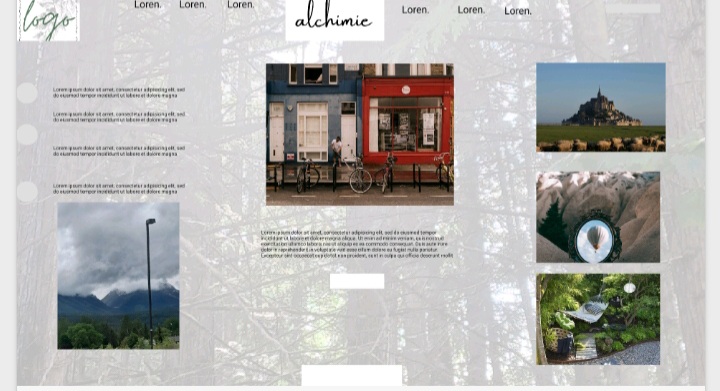 logo
Loren.
Loren.
Loren.
alchimie
Loren.
Loren.
Loren.
Lorem ipsum dolor sit amet, consectetur adipiscing elit, sed
do eiusmod tempor incididunt ut labore et dolore magna
Lorem ipsum dolor sit amet, consectetur adipiscing elit, sed
do eiusmod tempor incididunt ut labore et dolore magna
Lorem ipsum dolor sit amet, consectetur adipiscing elit, sed
do eiusmod tempor incididunt ut labore et dolore magna
Lorem ipsum dolor sit amet, consectetur adipiscing elit, sed
do eiusmod tempor incididunt ut labore et dolore magna
Lorem ipsum dolor sit amet, consectetur adipiscing elit, sed do eiusmod tempor
incididunt ut labore et dolore magna aliqua. Ut enim ad minim veniam, quis nostrud
exercitation ullamco laboris nisi ut aliquip ex ea commodo consequat. Duis aute irure
dolor in reprehenderit in voluptate velit esse cillum dolore eu fugiat nulla pariatur.
Excepteur sint occaecat cupidatat non proident, sunt in culpa qui officia deserunt mollit